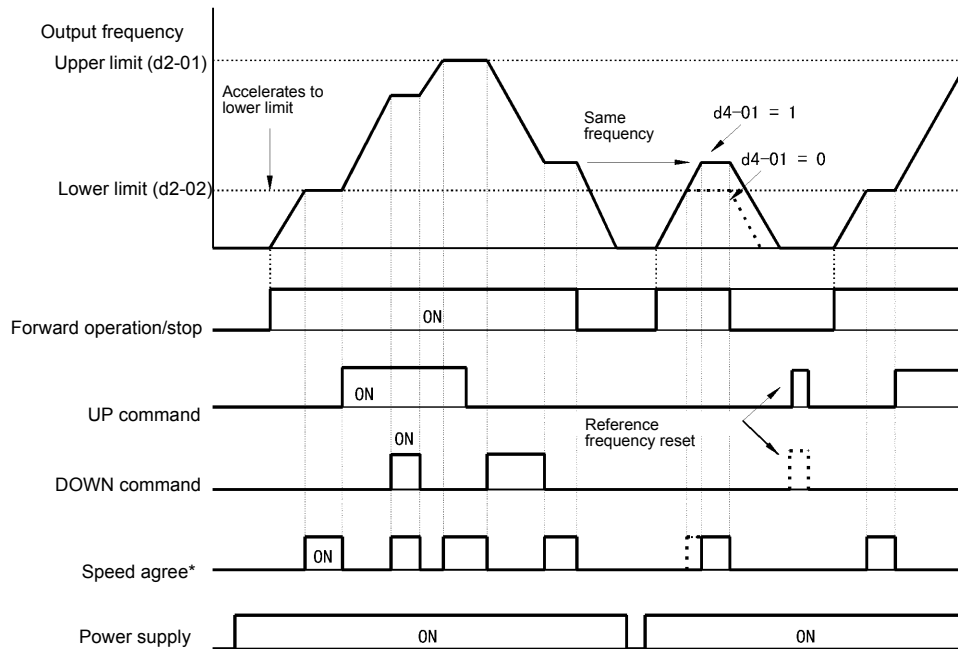 Output frequency
Upper limit (d2-01)
Accelerates to
lower limit
Same
frequency
d4-01 = 1
d4-01 = 0
Lower limit (d2-02)
Forward operation/stop
ON
UP command
ON
Reference
frequency reset
ON
DOWN command
Speed agree*
ON
Power supply
ON
ON